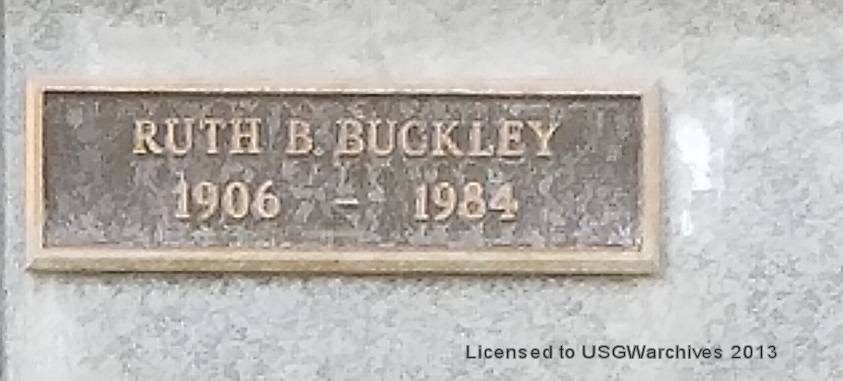 RUTH B. BUCKLEY
1906 - 1984
Licensed to USGWarchives 2013